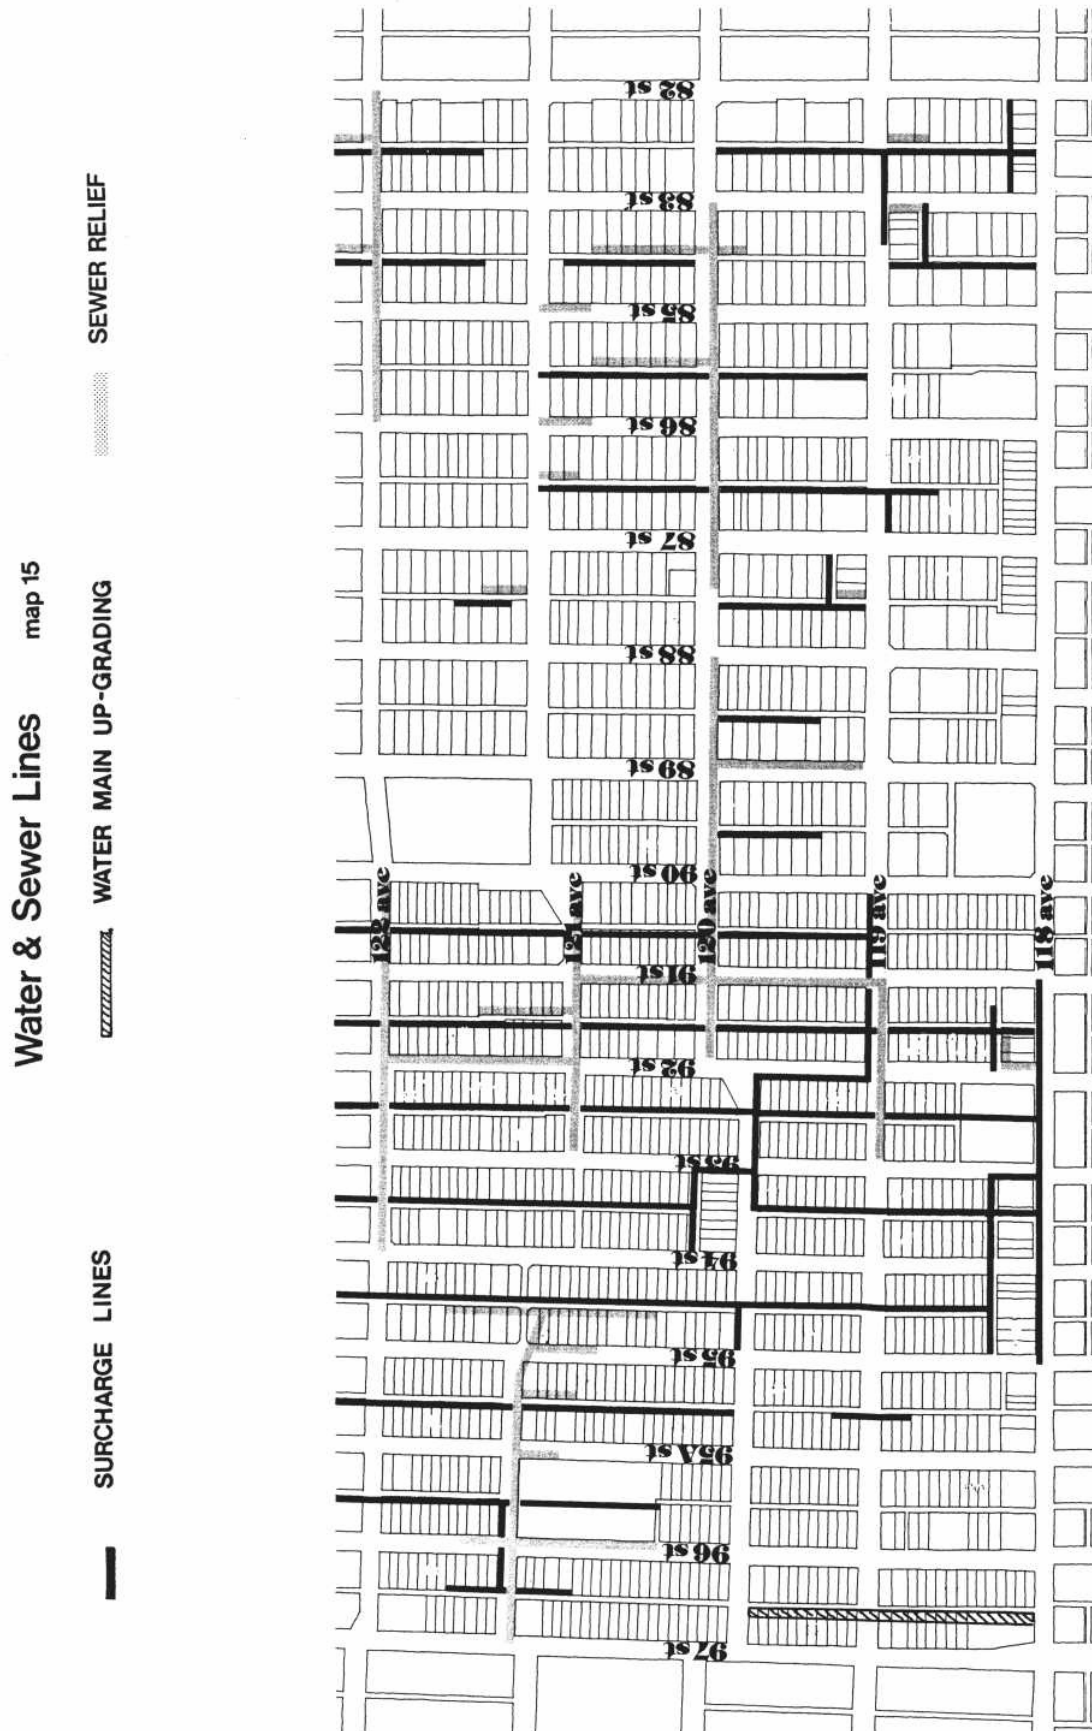 Water & Sewer Lines map 15
SURCHARGE LINES
WATER MAIN UP-GRADING
SEWER RELIEF
82 st
83 st
85 st
86 st
87 st
88 st
89 st
90 st
122 ave
121 ave
120 ave
119 ave
118 ave
91 st
92 st
93 st
94 st
95 st
95A st
96 st
97 st